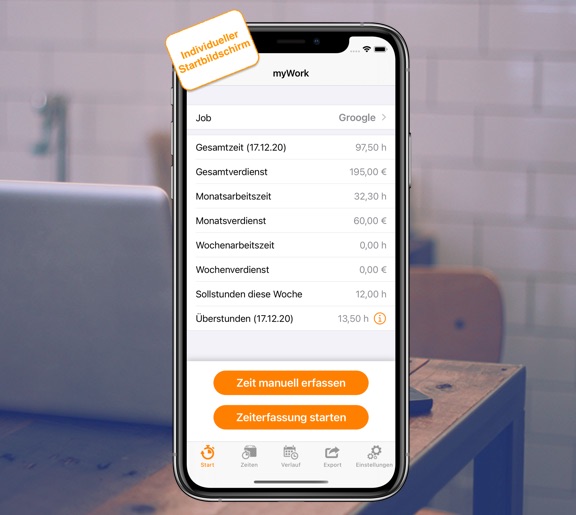 Individueller
Startbildschirm
myWork
Job Groogle
Gesamtzeit (17.12.20) 97,50 h
Gesamtverdienst 195,00 €
Monatsarbeitszeit 32,30 h
Monatsverdienst 60,00 €
Wochenarbeitszeit 0,00 h
Wochenverdienst 0,00 €
Sollstunden diese Woche 12,00 h
Überstunden (17.12.20) 13,50 h
Zeit manuell erfassen
Zeiterfassung starten
Start Zeiten Verlauf Export Einstellungen